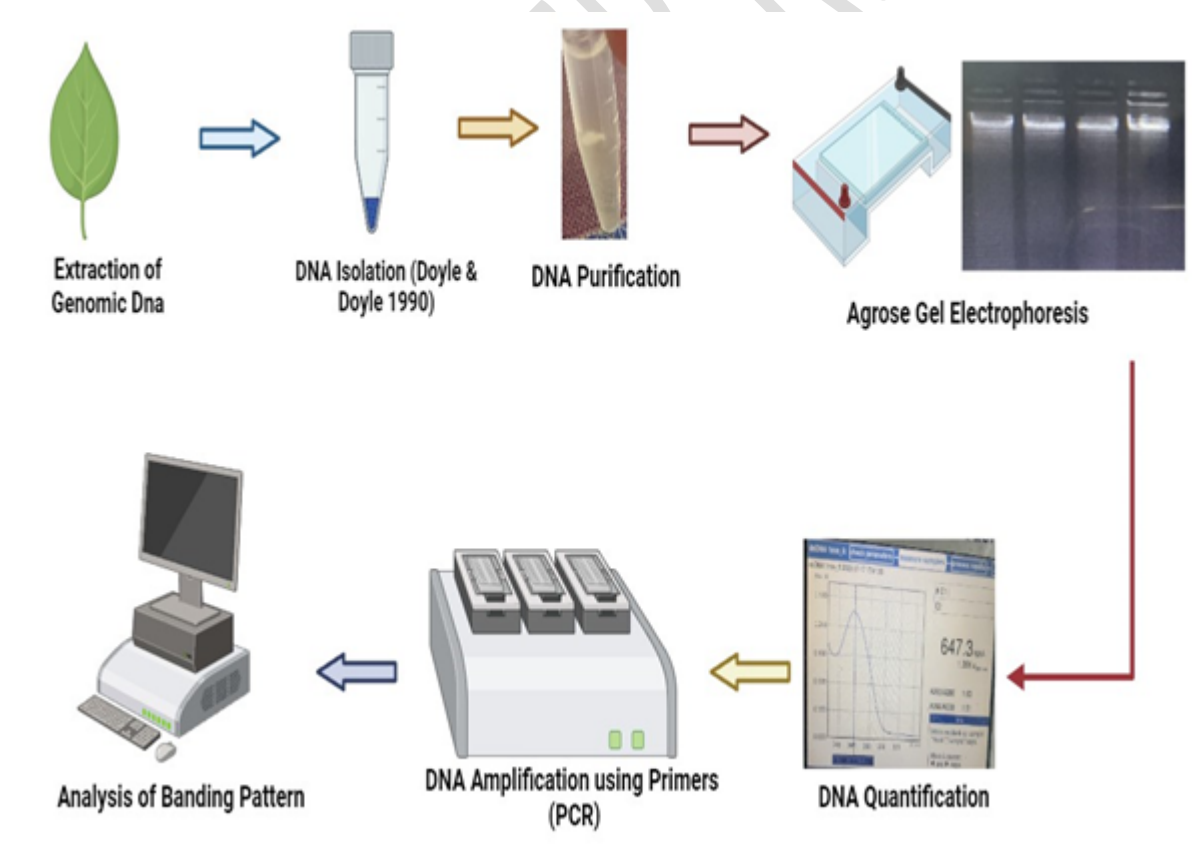 Extraction of
Genomic Dna
DNA Isolation (Doyle &
Doyle 1990)
DNA Purification
Agrose Gel Electrophoresis
647.3
DNA Quantification
DNA Amplification using Primers
(PCR)
Analysis of Banding Pattern